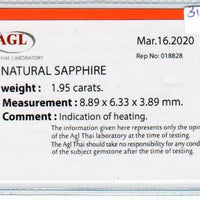 AGL
THAI LABORATORY
Mar.16.2020
Rep No: 018828
NATURAL SAPPHIRE
weight : 1.95 carats.
Measurement : 8.89 x 6.33 x 3.89 mm.
Comment : Indication of heating.
The information given here represents only the opin
of the Agl Thai laboratory at the time of testing.
The Agl Thai should take no responsibility for any con
of the subject gemstone after the time of testing.